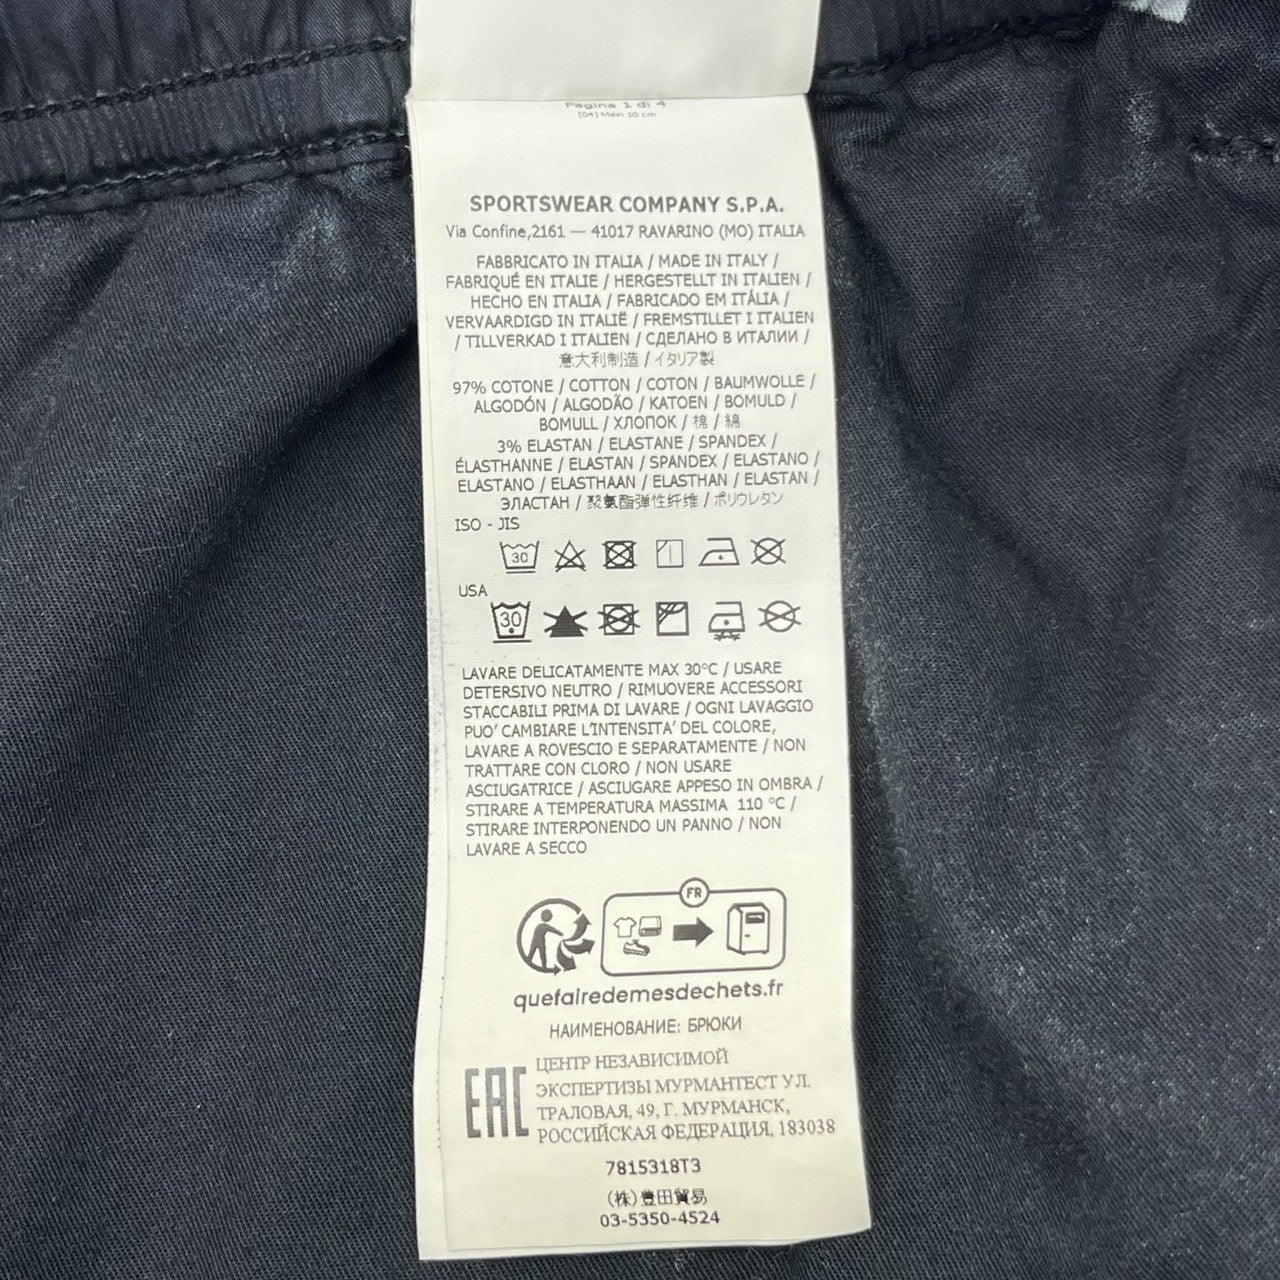 Pagina 1 di 4
[04] Main 10 cm
SPORTSWEAR COMPANY S.P.A.
Via Confine,2161 — 41017 RAVARINO (MO) ITALIA
FABBRICATO IN ITALIA / MADE IN ITALY /
FABRIQUÉ EN ITALIE / HERGESTELLT IN ITALIEN /
HECHO EN ITALIA / FABRICADO EM ITÁLIA /
VERVAARDIGD IN ITALIË / FREMSTILLET I ITALIEN
/ TILLVERKAD I ITALIEN / СДЕЛАНО В ИТАЛИИ /
意大利制造 / イタリア製
97% COTONE / COTTON / COTON / BAUMWOLLE /
ALGODÓN / ALGODÃO / KATOEN / BOMULD /
BOMULL / ХЛОПОК / 棉 / 綿
3% ELASTAN / ELASTANE / SPANDEX /
ÉLASTHANNE / ELASTAN / SPANDEX / ELASTANO /
ELASTANO / ELASTHAAN / ELASTHAN / ELASTAN /
ЭЛАСТАН / 聚氨酯弹性纤维 / ポリウレタン
ISO - JIS
30
USA
30
LAVARE DELICATAMENTE MAX 30°C / USARE
DETERSIVO NEUTRO / RIMUOVERE ACCESSORI
STACCABILI PRIMA DI LAVARE / OGNI LAVAGGIO
PUO' CAMBIARE L'INTENSITA' DEL COLORE,
LAVARE A ROVESCIO E SEPARATAMENTE / NON
TRATTARE CON CLORO / NON USARE
ASCIUGATRICE / ASCIUGARE APPESO IN OMBRA /
STIRARE A TEMPERATURA MASSIMA 110 °C /
STIRARE INTERPONENDO UN PANNO / NON
LAVARE A SECCO
FR
quefairedemesdechets.fr
НАИМЕНОВАНИЕ: БРЮКИ
EAC
ЦЕНТР НЕЗАВИСИМОЙ
ЭКСПЕРТИЗЫ МУРМАНТЕСТ УЛ.
ТРАЛОВАЯ, 49, Г. МУРМАНСК,
РОССИЙСКАЯ ФЕДЕРАЦИЯ, 183038
7815318T3
(株)豊田貿易
03-5350-4524